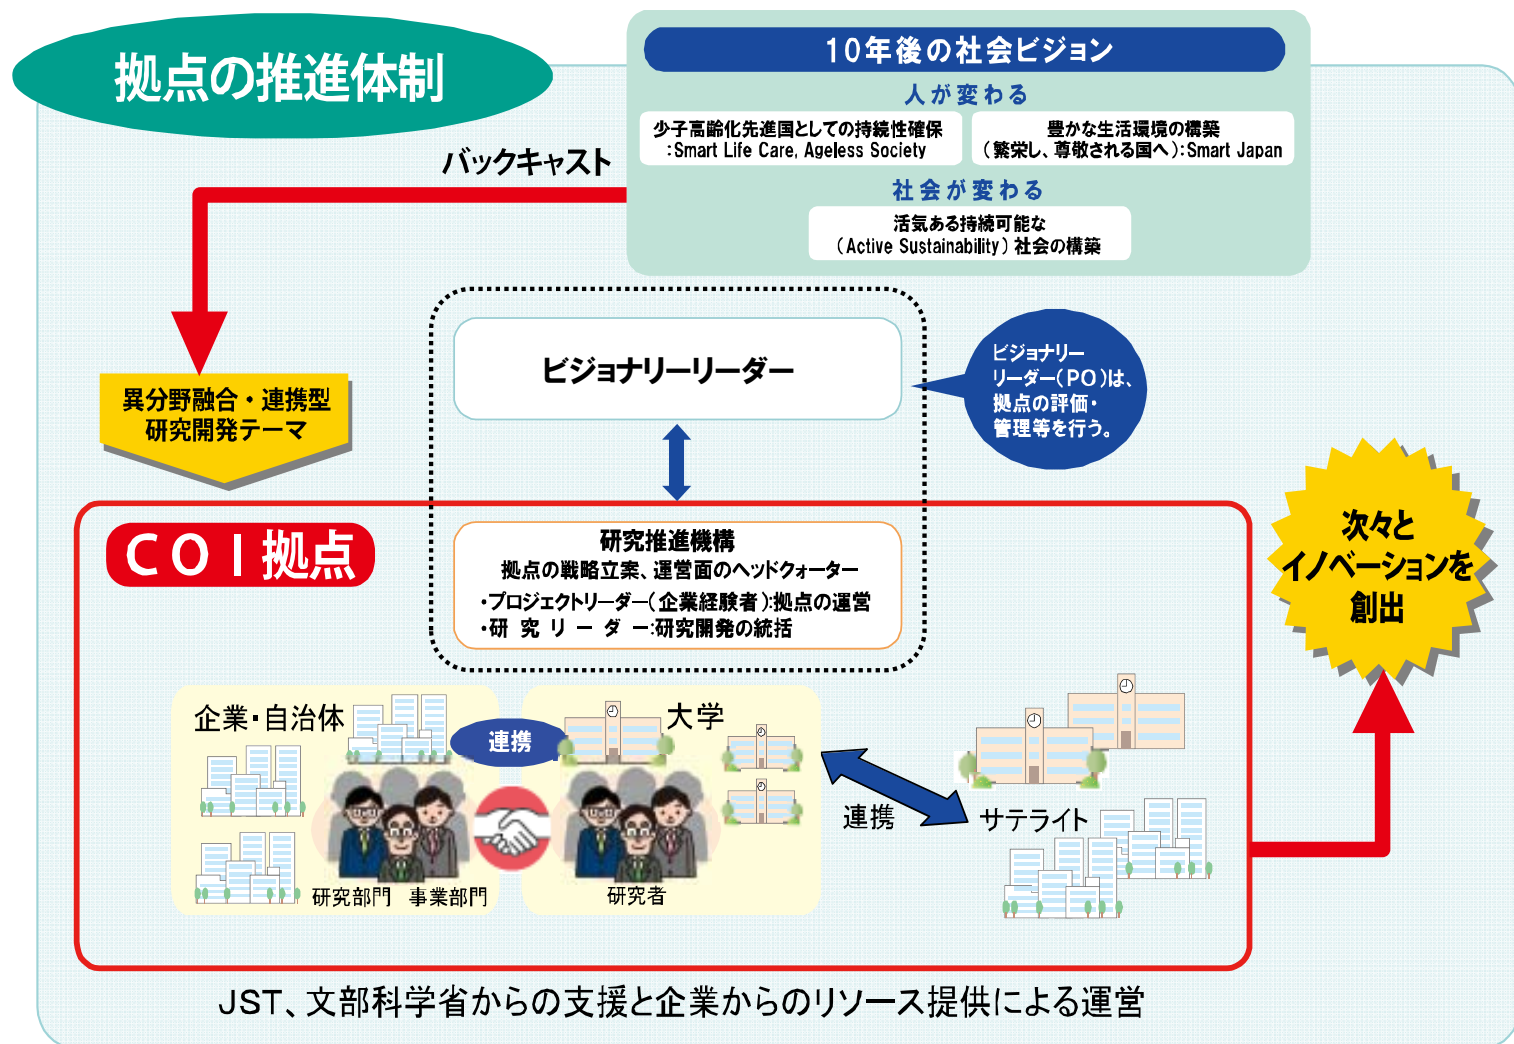 拠点の推進体制
10年後の社会ビジョン
人が変わる
少子高齢化先進国としての持続性確保
:Smart Life Care, Ageless Society
豊かな生活環境の構築
(繁栄し、尊敬される国へ):Smart Japan
社会が変わる
活気ある持続可能な
(Active Sustainability) 社会の構築
バックキャスト
異分野融合・連携型
研究開発テーマ
ビジョナリーリーダー
ビジョナリー
リーダー(PO)は、
拠点の評価・
管理等を行う。
COI拠点
研究推進機構
拠点の戦略立案、運営面のヘッドクォーター
・プロジェクトリーダー(企業経験者):拠点の運営
・研究リーダー:研究開発の統括
次々と
イノベーションを
創出
企業・自治体
連携
大学
研究部門 事業部門
研究者
連携
サテライト
JST、文部科学省からの支援と企業からのリソース提供による運営